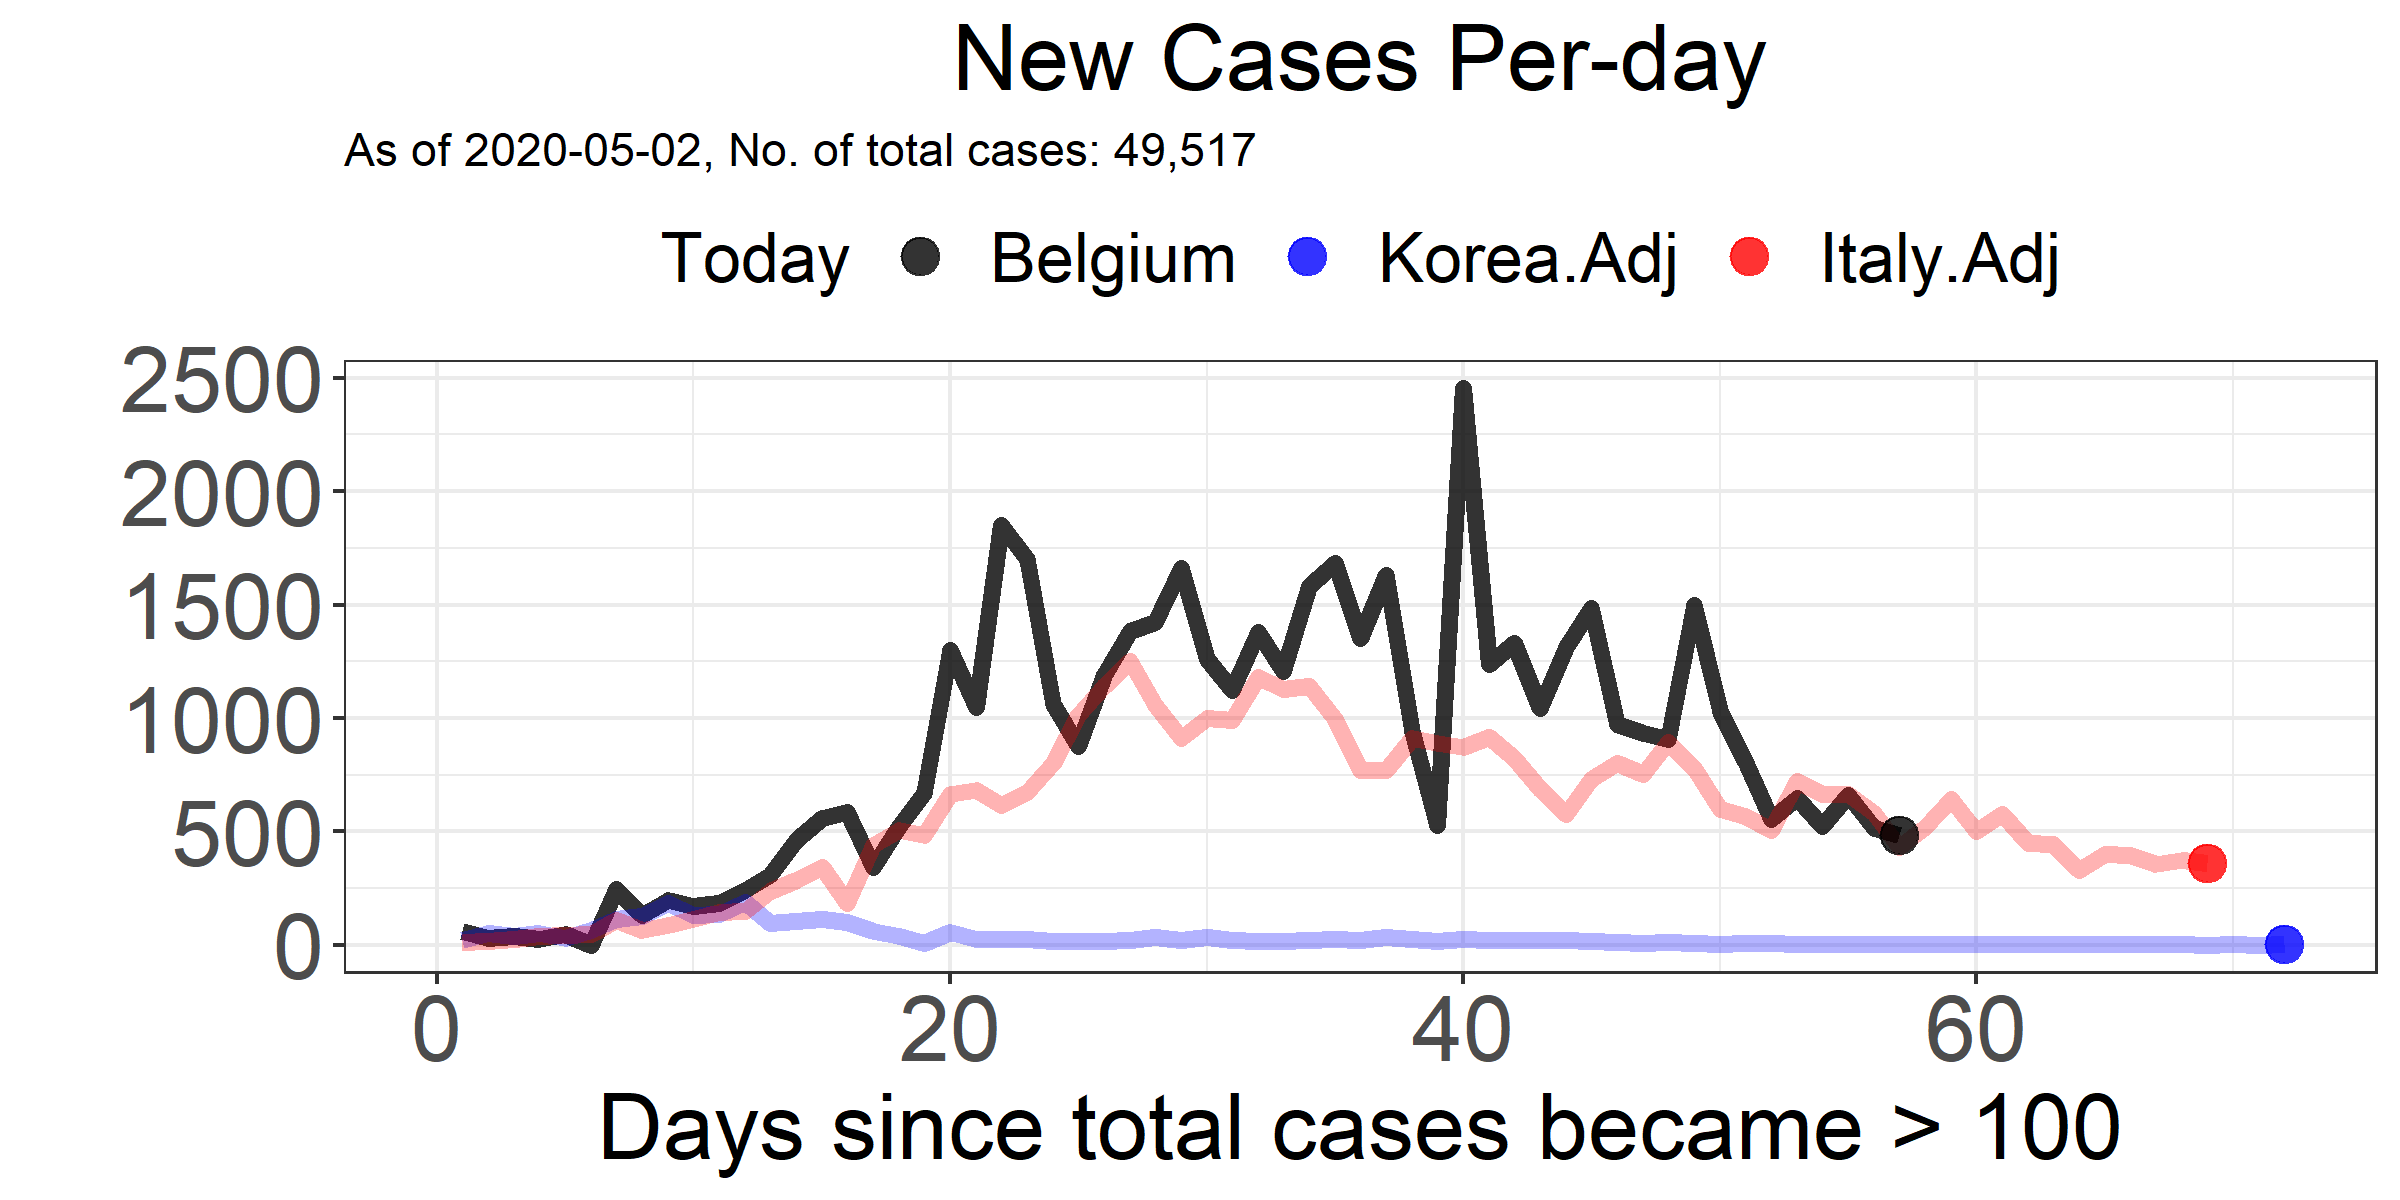 New Cases Per-day
As of 2020-05-02, No. of total cases: 49,517
Today Belgium Korea.Adj Italy.Adj
2500
2000
1500
1000
500
0
0 20 40 60
Days since total cases became > 100